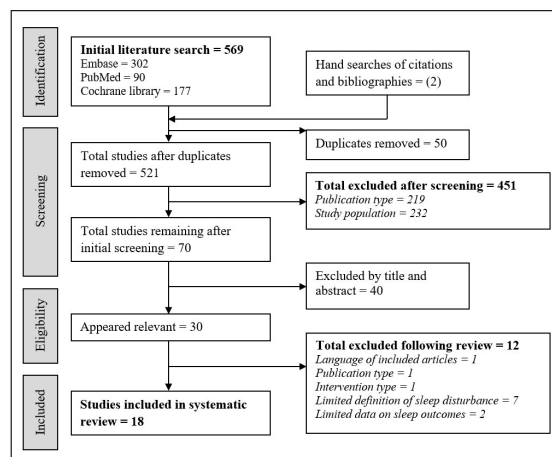 Identification
Initial literature search = 569
Embase = 302
PubMed = 90
Cochrane library = 177
Hand searches of citations
and bibliographies = (2)
Duplicates removed = 50
Screening
Total studies after duplicates
removed = 521
Total excluded after screening = 451
Publication type = 219
Study population = 232
Total studies remaining after
initial screening = 70
Excluded by title and
abstract = 40
Eligibility
Appeared relevant = 30
Total excluded following review = 12
Language of included articles = 1
Publication type = 1
Intervention type = 1
Limited definition of sleep disturbance = 7
Limited data on sleep outcomes = 2
Included
Studies included in systematic
review = 18